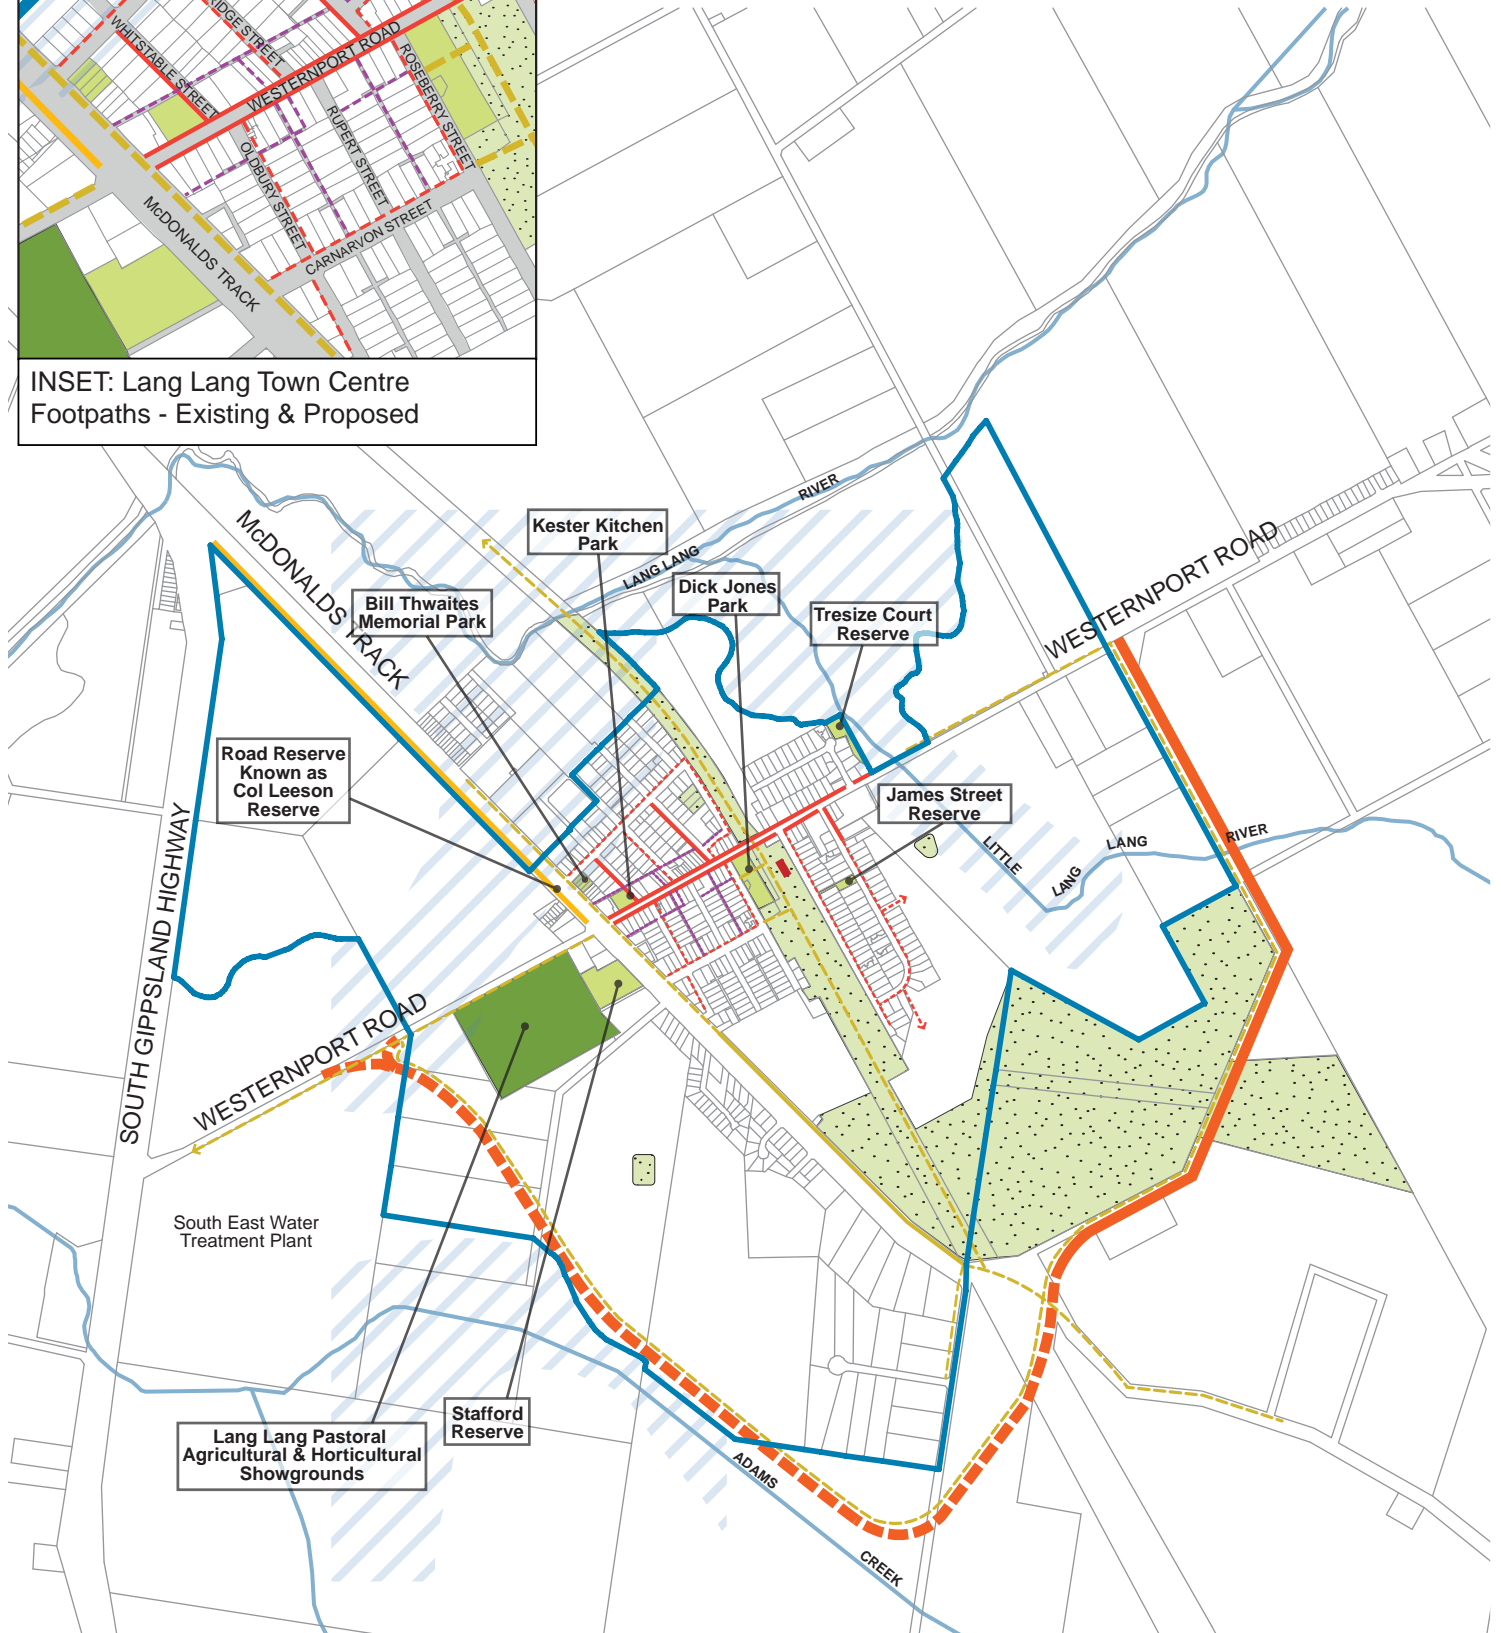 WHITSTABLE STREET
RIDGE STREET
WESTERNPORT ROAD
ROSEBERRY STREET
RUPERT STREET
OLDBURY STREET
CARNARVON STREET
McDONALDS TRACK
INSET: Lang Lang Town Centre
Footpaths - Existing & Proposed
McDONALDS TRACK
Kester Kitchen
Park
RIVER
LANG LANG
Bill Thwaites
Memorial Park
Dick Jones
Park
Tresize Court
Reserve
WESTERNPORT ROAD
Road Reserve
Known as
Col Leeson
Reserve
James Street
Reserve
LITTLE
LANG
LANG
RIVER
SOUTH GIPPSLAND HIGHWAY
WESTERNPORT ROAD
South East Water
Treatment Plant
Stafford
Reserve
Lang Lang Pastoral
Agricultural & Horticultural
Showgrounds
ADAMS
CREEK